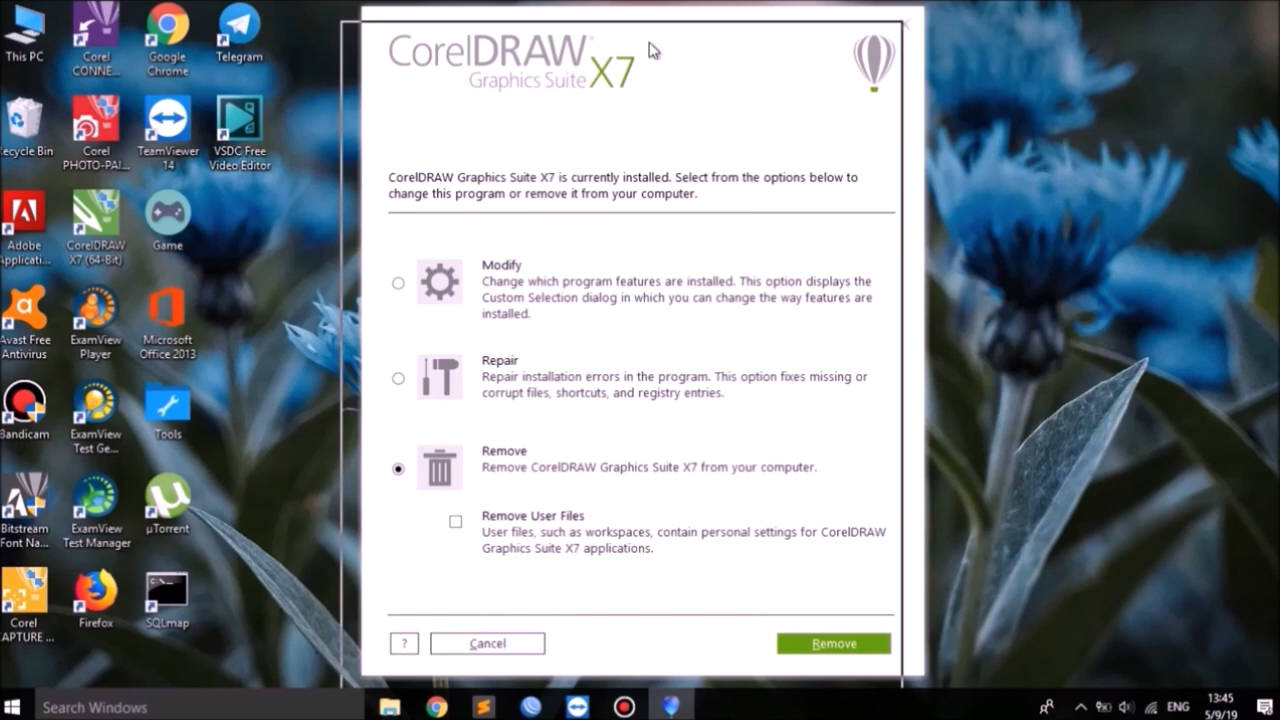 This PC
Corel
CONNE...
Google
Chrome
Telegram
Recycle Bin
Corel
PHOTO-PAI...
TeamViewer
14
VSDC Free
Video Editor
Adobe
Applicati...
CorelDRAW
X7 (64-Bit)
Game
Avast Free
Antivirus
ExamView
Player
Microsoft
Office 2013
Bandicam
ExamView
Test Ge...
Tools
Bitstream
Font Na...
ExamView
Test Manager
µTorrent
Corel
CAPTURE ...
Firefox
SQLmap
CorelDRAW
Graphics Suite X7
CorelDRAW Graphics Suite X7 is currently installed. Select from the options below to
change this program or remove it from your computer.
Modify
Change which program features are installed. This option displays the
Custom Selection dialog in which you can change the way features are
installed.
Repair
Repair installation errors in the program. This option fixes missing or
corrupt files, shortcuts, and registry entries.
Remove
Remove CorelDRAW Graphics Suite X7 from your computer.
Remove User Files
User files, such as workspaces, contain personal settings for CorelDRAW
Graphics Suite X7 applications.
?
Cancel
Remove
Search Windows
ENG
13:45
5/9/19